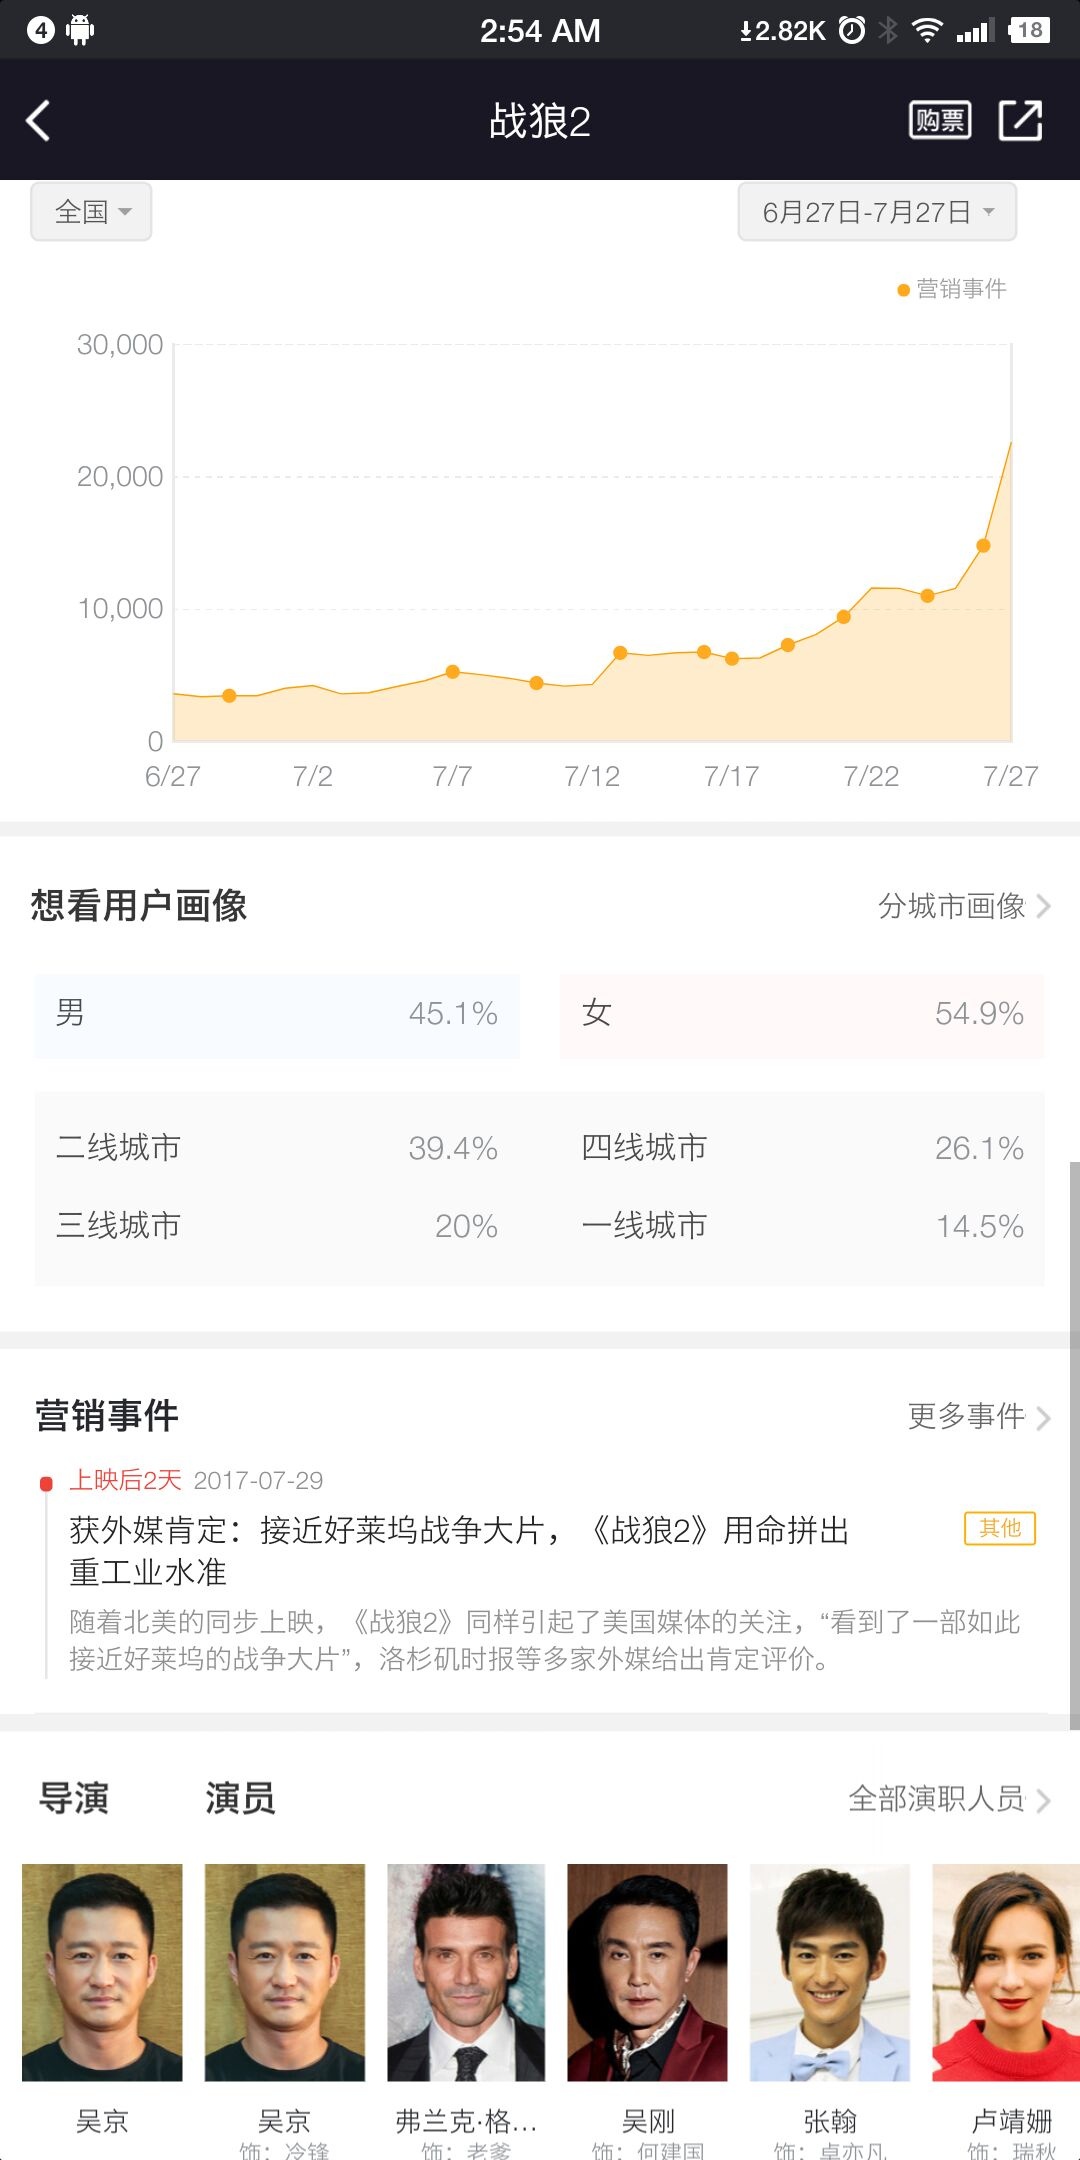 4
2:54 AM
2.82K
18
战狼2
购票
全国
6月27日-7月27日
营销事件
30,000
20,000
10,000
0
6/27 7/2 7/7 7/12 7/17 7/22 7/27
想看用户画像
分城市画像
男 45.1% 女 54.9%
二线城市 39.4% 四线城市 26.1%
三线城市 20% 一线城市 14.5%
营销事件
更多事件
上映后2天 2017-07-29
获外媒肯定：接近好莱坞战争大片，《战狼2》用命拼出
重工业水准
其他
随着北美的同步上映，《战狼2》同样引起了美国媒体的关注，“看到了一部如此
接近好莱坞的战争大片”，洛杉矶时报等多家外媒给出肯定评价。
导演 演员
全部演职人员
吴京 吴京 弗兰克·格... 吴刚 张翰 卢靖姗
饰：冷锋 饰：老爹 饰：何建国 饰：卓亦凡 饰：瑞秋